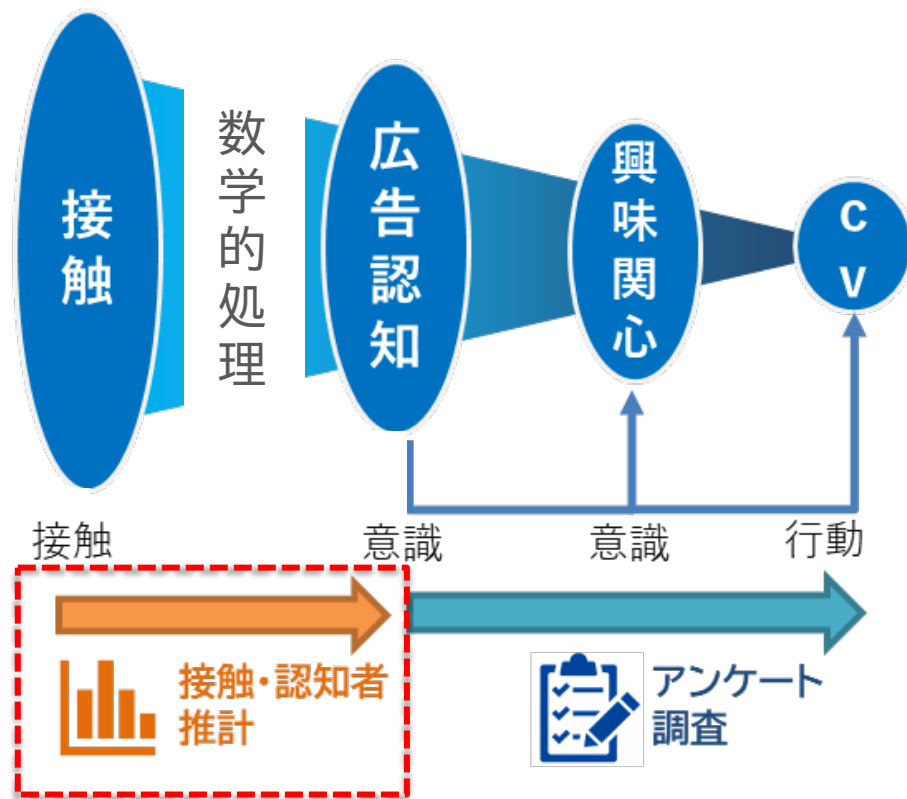 接触
数学的処理
広告認知
興味関心
CV
接触
意識
意識
行動
接触・認知者
推計
アンケート
調査